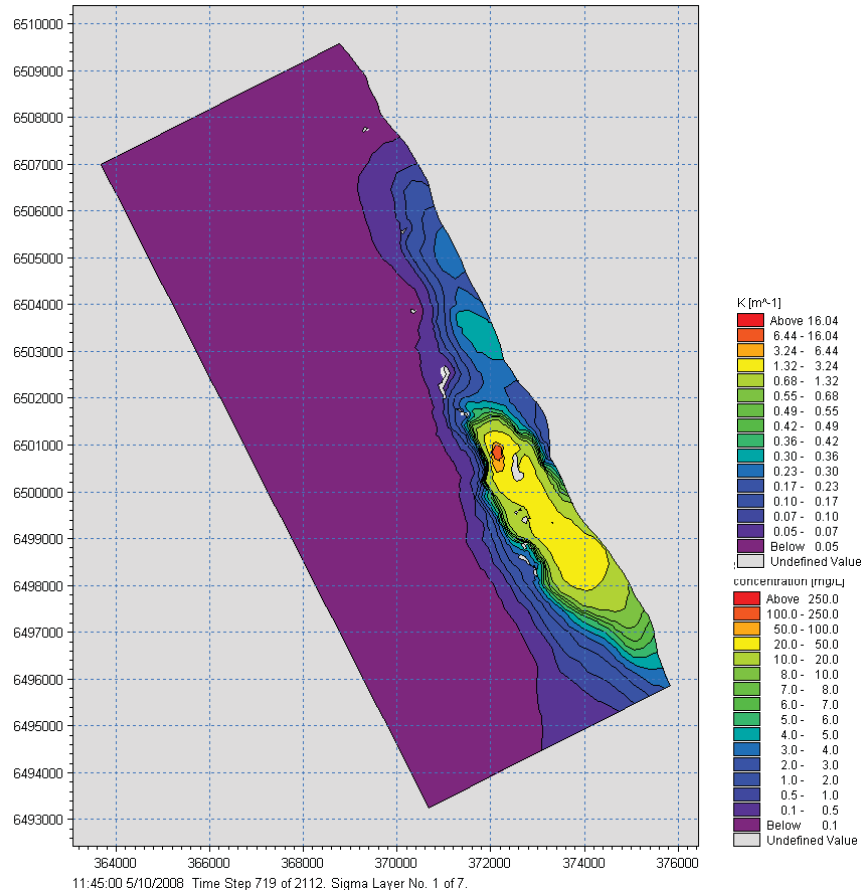 6510000
6509000
6508000
6507000
6506000
6505000
6504000
6503000
6502000
6501000
6500000
6499000
6498000
6497000
6496000
6495000
6494000
6493000
364000 366000 368000 370000 372000 374000 376000
11:45:00 5/10/2008 Time Step 719 of 2112. Sigma Layer No. 1 of 7.
K [m^-1]
Above 16.04
6.44 - 16.04
3.24 - 6.44
1.32 - 3.24
0.68 - 1.32
0.55 - 0.68
0.49 - 0.55
0.42 - 0.49
0.36 - 0.42
0.30 - 0.36
0.23 - 0.30
0.17 - 0.23
0.10 - 0.17
0.07 - 0.10
0.05 - 0.07
Below 0.05
Undefined Value
concentration [mg/L]
Above 250.0
100.0 - 250.0
50.0 - 100.0
20.0 - 50.0
10.0 - 20.0
8.0 - 10.0
7.0 - 8.0
6.0 - 7.0
5.0 - 6.0
4.0 - 5.0
3.0 - 4.0
2.0 - 3.0
1.0 - 2.0
0.5 - 1.0
0.1 - 0.5
Below 0.1
Undefined Value